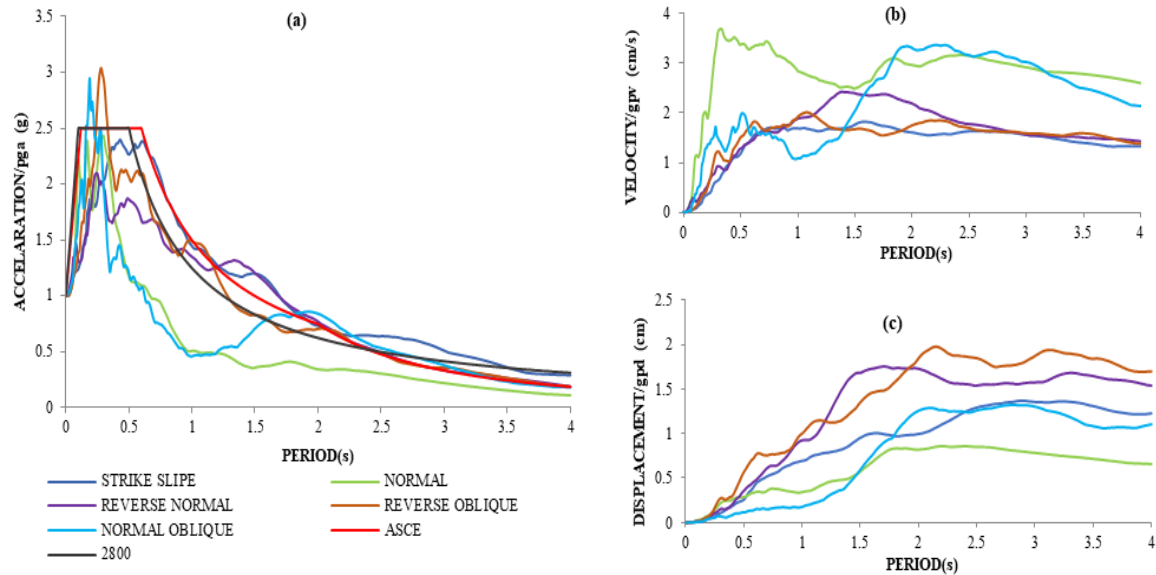 (a)
ACCELARATION/pga (g)
3.5
3
2.5
2
1.5
1
0.5
0
0 0.5 1 1.5 2 2.5 3 3.5 4
PERIOD(s)
STRIKE SLIPE NORMAL
REVERSE NORMAL REVERSE OBLIQUE
NORMAL OBLIQUE ASCE
2800
(b)
VELOCITY/gpv (cm/s)
4
3
2
1
0
0 0.5 1 1.5 2 2.5 3 3.5 4
PERIOD(s)
(c)
DISPLACEMENT/gpd (cm)
2.5
2
1.5
1
0.5
0
0 0.5 1 1.5 2 2.5 3 3.5 4
PERIOD(s)